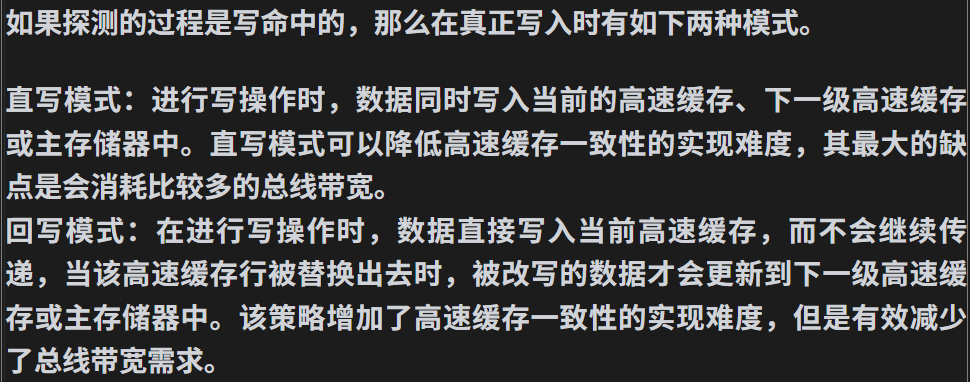 如果探测的过程是写命中的，那么在真正写入时有如下两种模式。
直写模式：进行写操作时，数据同时写入当前的高速缓存、下一级高速缓存
或主存储器中。直写模式可以降低高速缓存一致性的实现难度，其最大的缺
点是会消耗比较多的总线带宽。
回写模式：在进行写操作时，数据直接写入当前高速缓存，而不会继续传
递，当该高速缓存行被替换出去时，被改写的数据才会更新到下一级高速缓
存或主存储器中。该策略增加了高速缓存一致性的实现难度，但是有效减少
了总线带宽需求。